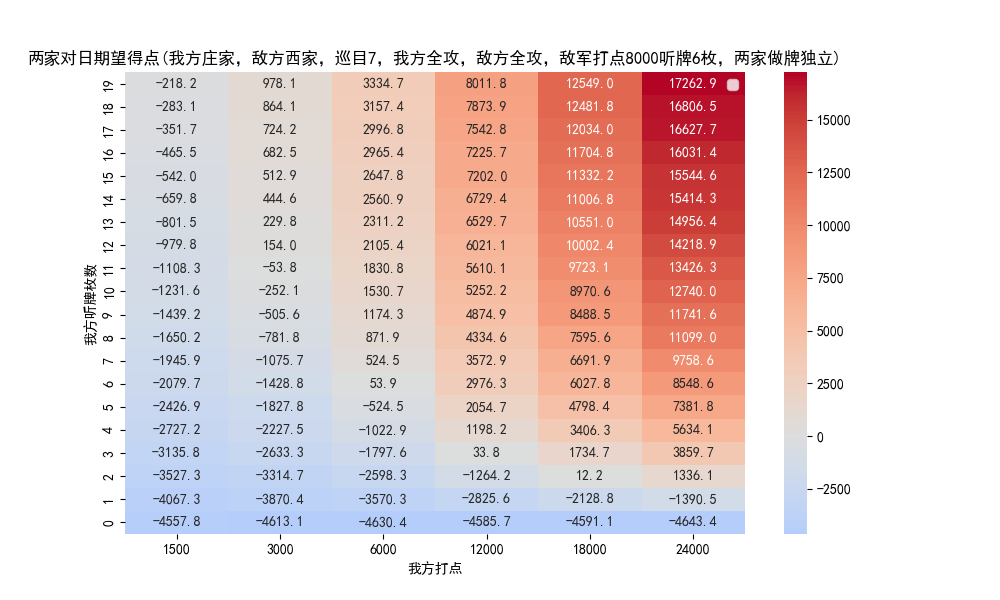 两家对日期望得点(我方庄家，敌方西家，巡目7，我方全攻，敌方全攻，敌军打点8000听牌6枚，两家做牌独立)
19 -218.2 978.1 3334.7 8011.8 12549.0 17262.9
18 -283.1 864.1 3157.4 7873.9 12481.8 16806.5
17 -351.7 724.2 2996.8 7542.8 12034.0 16627.7
16 -465.5 682.5 2965.4 7225.7 11704.8 16031.4
15 -542.0 512.9 2647.8 7202.0 11332.2 15544.6
14 -659.8 444.6 2560.9 6729.4 11006.8 15414.3
13 -801.5 229.8 2311.2 6529.7 10551.0 14956.4
12 -979.8 154.0 2105.4 6021.1 10002.4 14218.9
11 -1108.3 -53.8 1830.8 5610.1 9723.1 13426.3
10 -1231.6 -252.1 1530.7 5252.2 8970.6 12740.0
9 -1439.2 -505.6 1174.3 4874.9 8488.5 11741.6
8 -1650.2 -781.8 871.9 4334.6 7595.6 11099.0
7 -1945.9 -1075.7 524.5 3572.9 6691.9 9758.6
6 -2079.7 -1428.8 53.9 2976.3 6027.8 8548.6
5 -2426.9 -1827.8 -524.5 2054.7 4798.4 7381.8
4 -2727.2 -2227.5 -1022.9 1198.2 3406.3 5634.1
3 -3135.8 -2633.3 -1797.6 33.8 1734.7 3859.7
2 -3527.3 -3314.7 -2598.3 -1264.2 12.2 1336.1
1 -4067.3 -3870.4 -3570.3 -2825.6 -2128.8 -1390.5
0 -4557.8 -4613.1 -4630.4 -4585.7 -4591.1 -4643.4
1500 3000 6000 12000 18000 24000
我方打点
我方听牌枚数
15000
12500
10000
7500
5000
2500
0
-2500